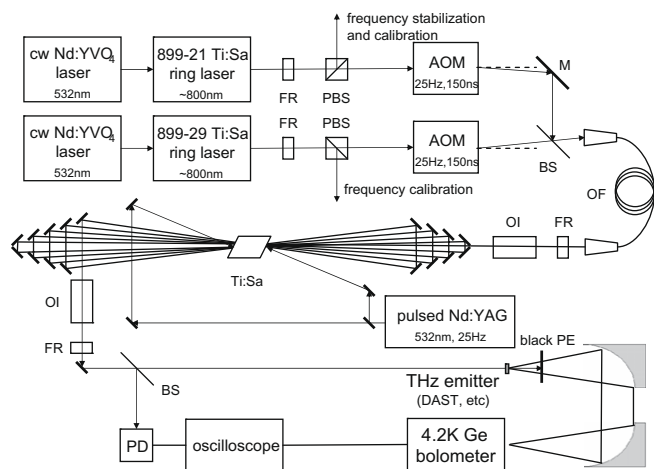 frequency stabilization
and calibration
cw Nd:YVO4
laser
532nm
899-21 Ti:Sa
ring laser
~800nm
FR
PBS
AOM
25Hz,150ns
M
FR
PBS
cw Nd:YVO4
laser
532nm
899-29 Ti:Sa
ring laser
~800nm
AOM
25Hz,150ns
BS
frequency calibration
OF
OI
FR
Ti:Sa
OI
pulsed Nd:YAG
532nm, 25Hz
FR
black PE
BS
THz emitter
(DAST, etc)
PD
oscilloscope
4.2K Ge
bolometer